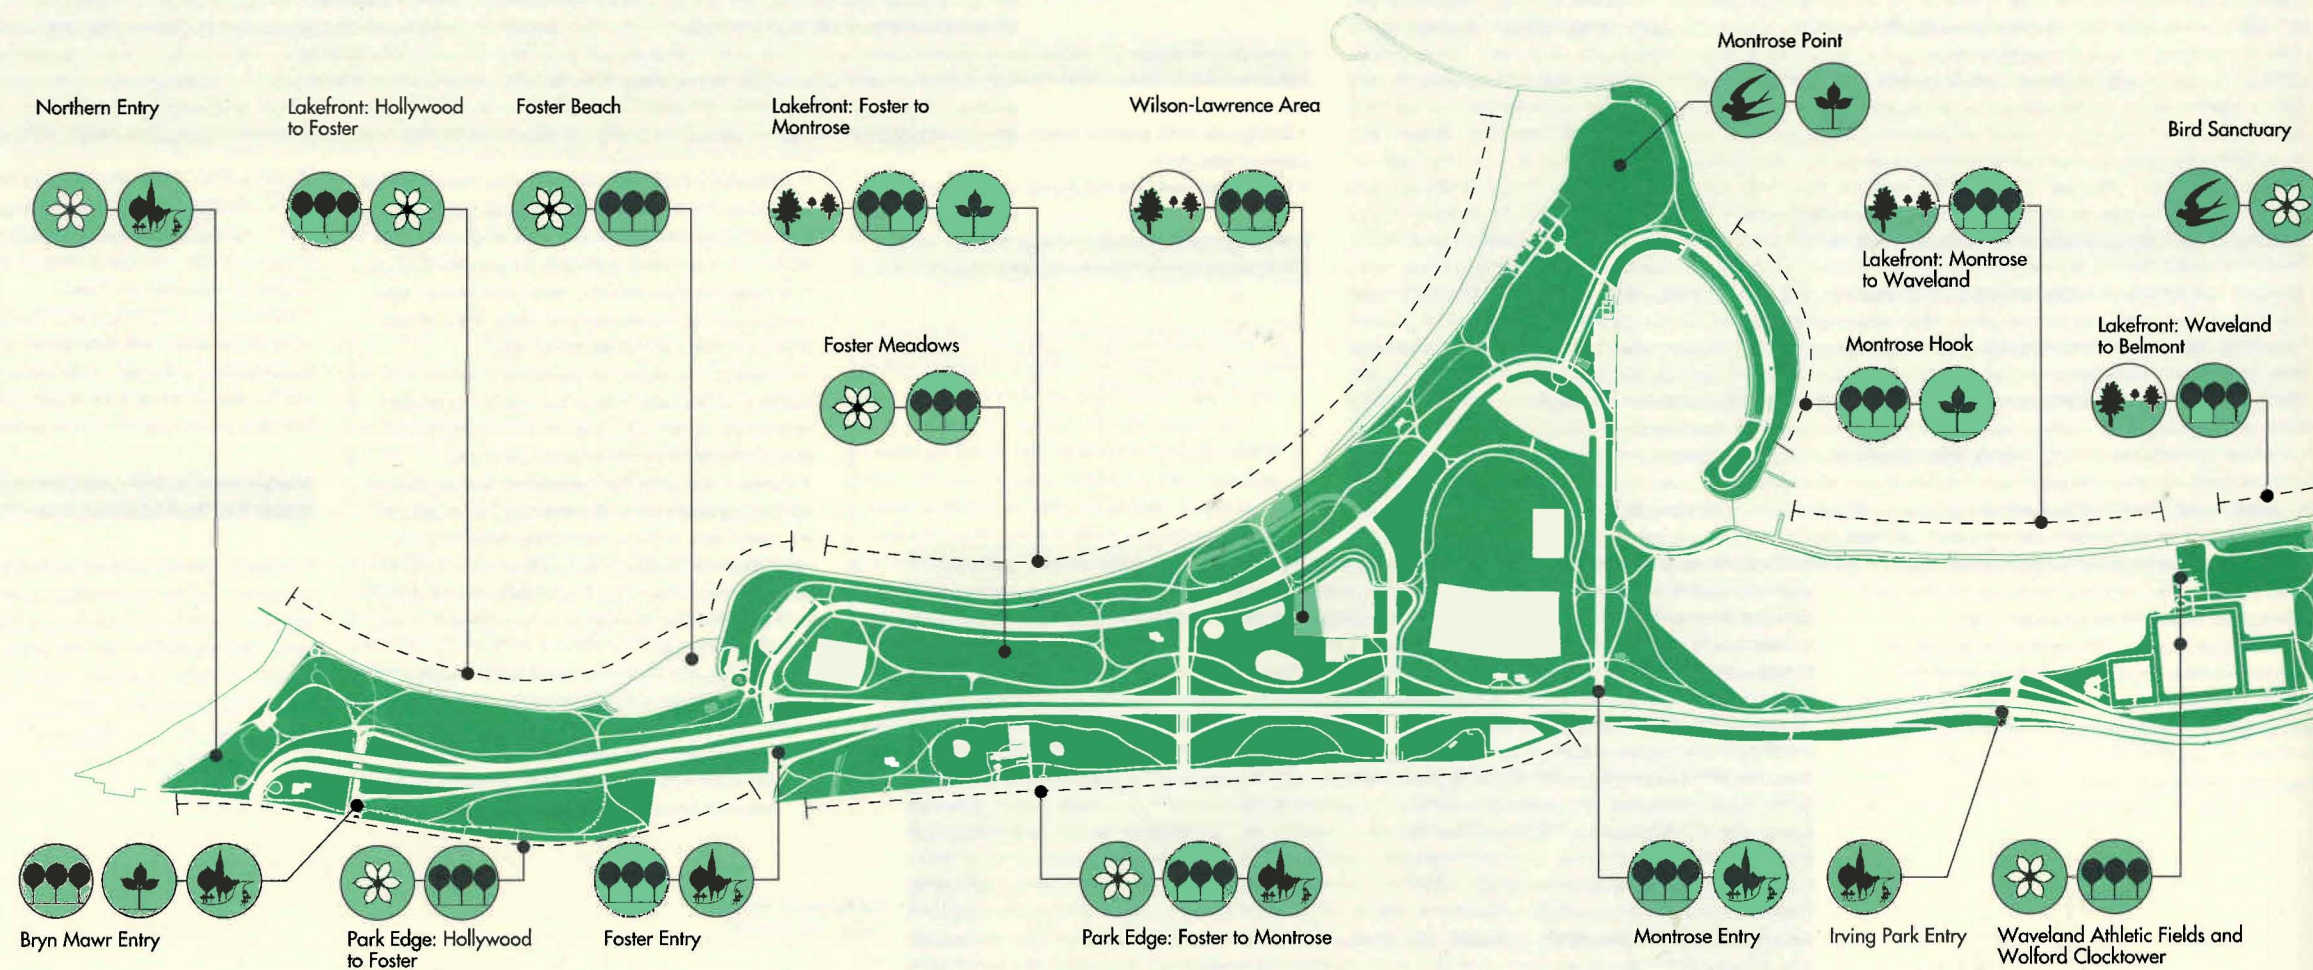 Montrose Point
Northern Entry
Lakefront: Hollywood
to Foster
Foster Beach
Lakefront: Foster to
Montrose
Wilson-Lawrence Area
Bird Sanctuary
Lakefront: Montrose
to Waveland
Foster Meadows
Montrose Hook
Lakefront: Waveland
to Belmont
Bryn Mawr Entry
Park Edge: Hollywood
to Foster
Foster Entry
Park Edge: Foster to Montrose
Montrose Entry
Irving Park Entry
Waveland Athletic Fields and
Wolford Clocktower